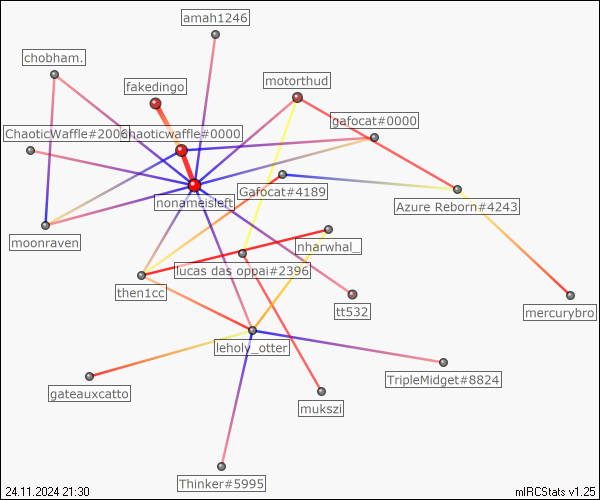 amah1246
chobham.
fakedingo
motorthud
gafocat#0000
ChaoticWaffle#2006
chaoticwaffle#0000
Gafocat#4189
nonameisleft
Azure Reborn#4243
moonraven
nharwhal_
lucas das oppai#2396
then1cc
tt532
mercurybro
leholy_otter
TripleMidget#8824
gateauxcatto
mukszi
Thinker#5995
24.11.2024 21:30
mIRCStats v1.25